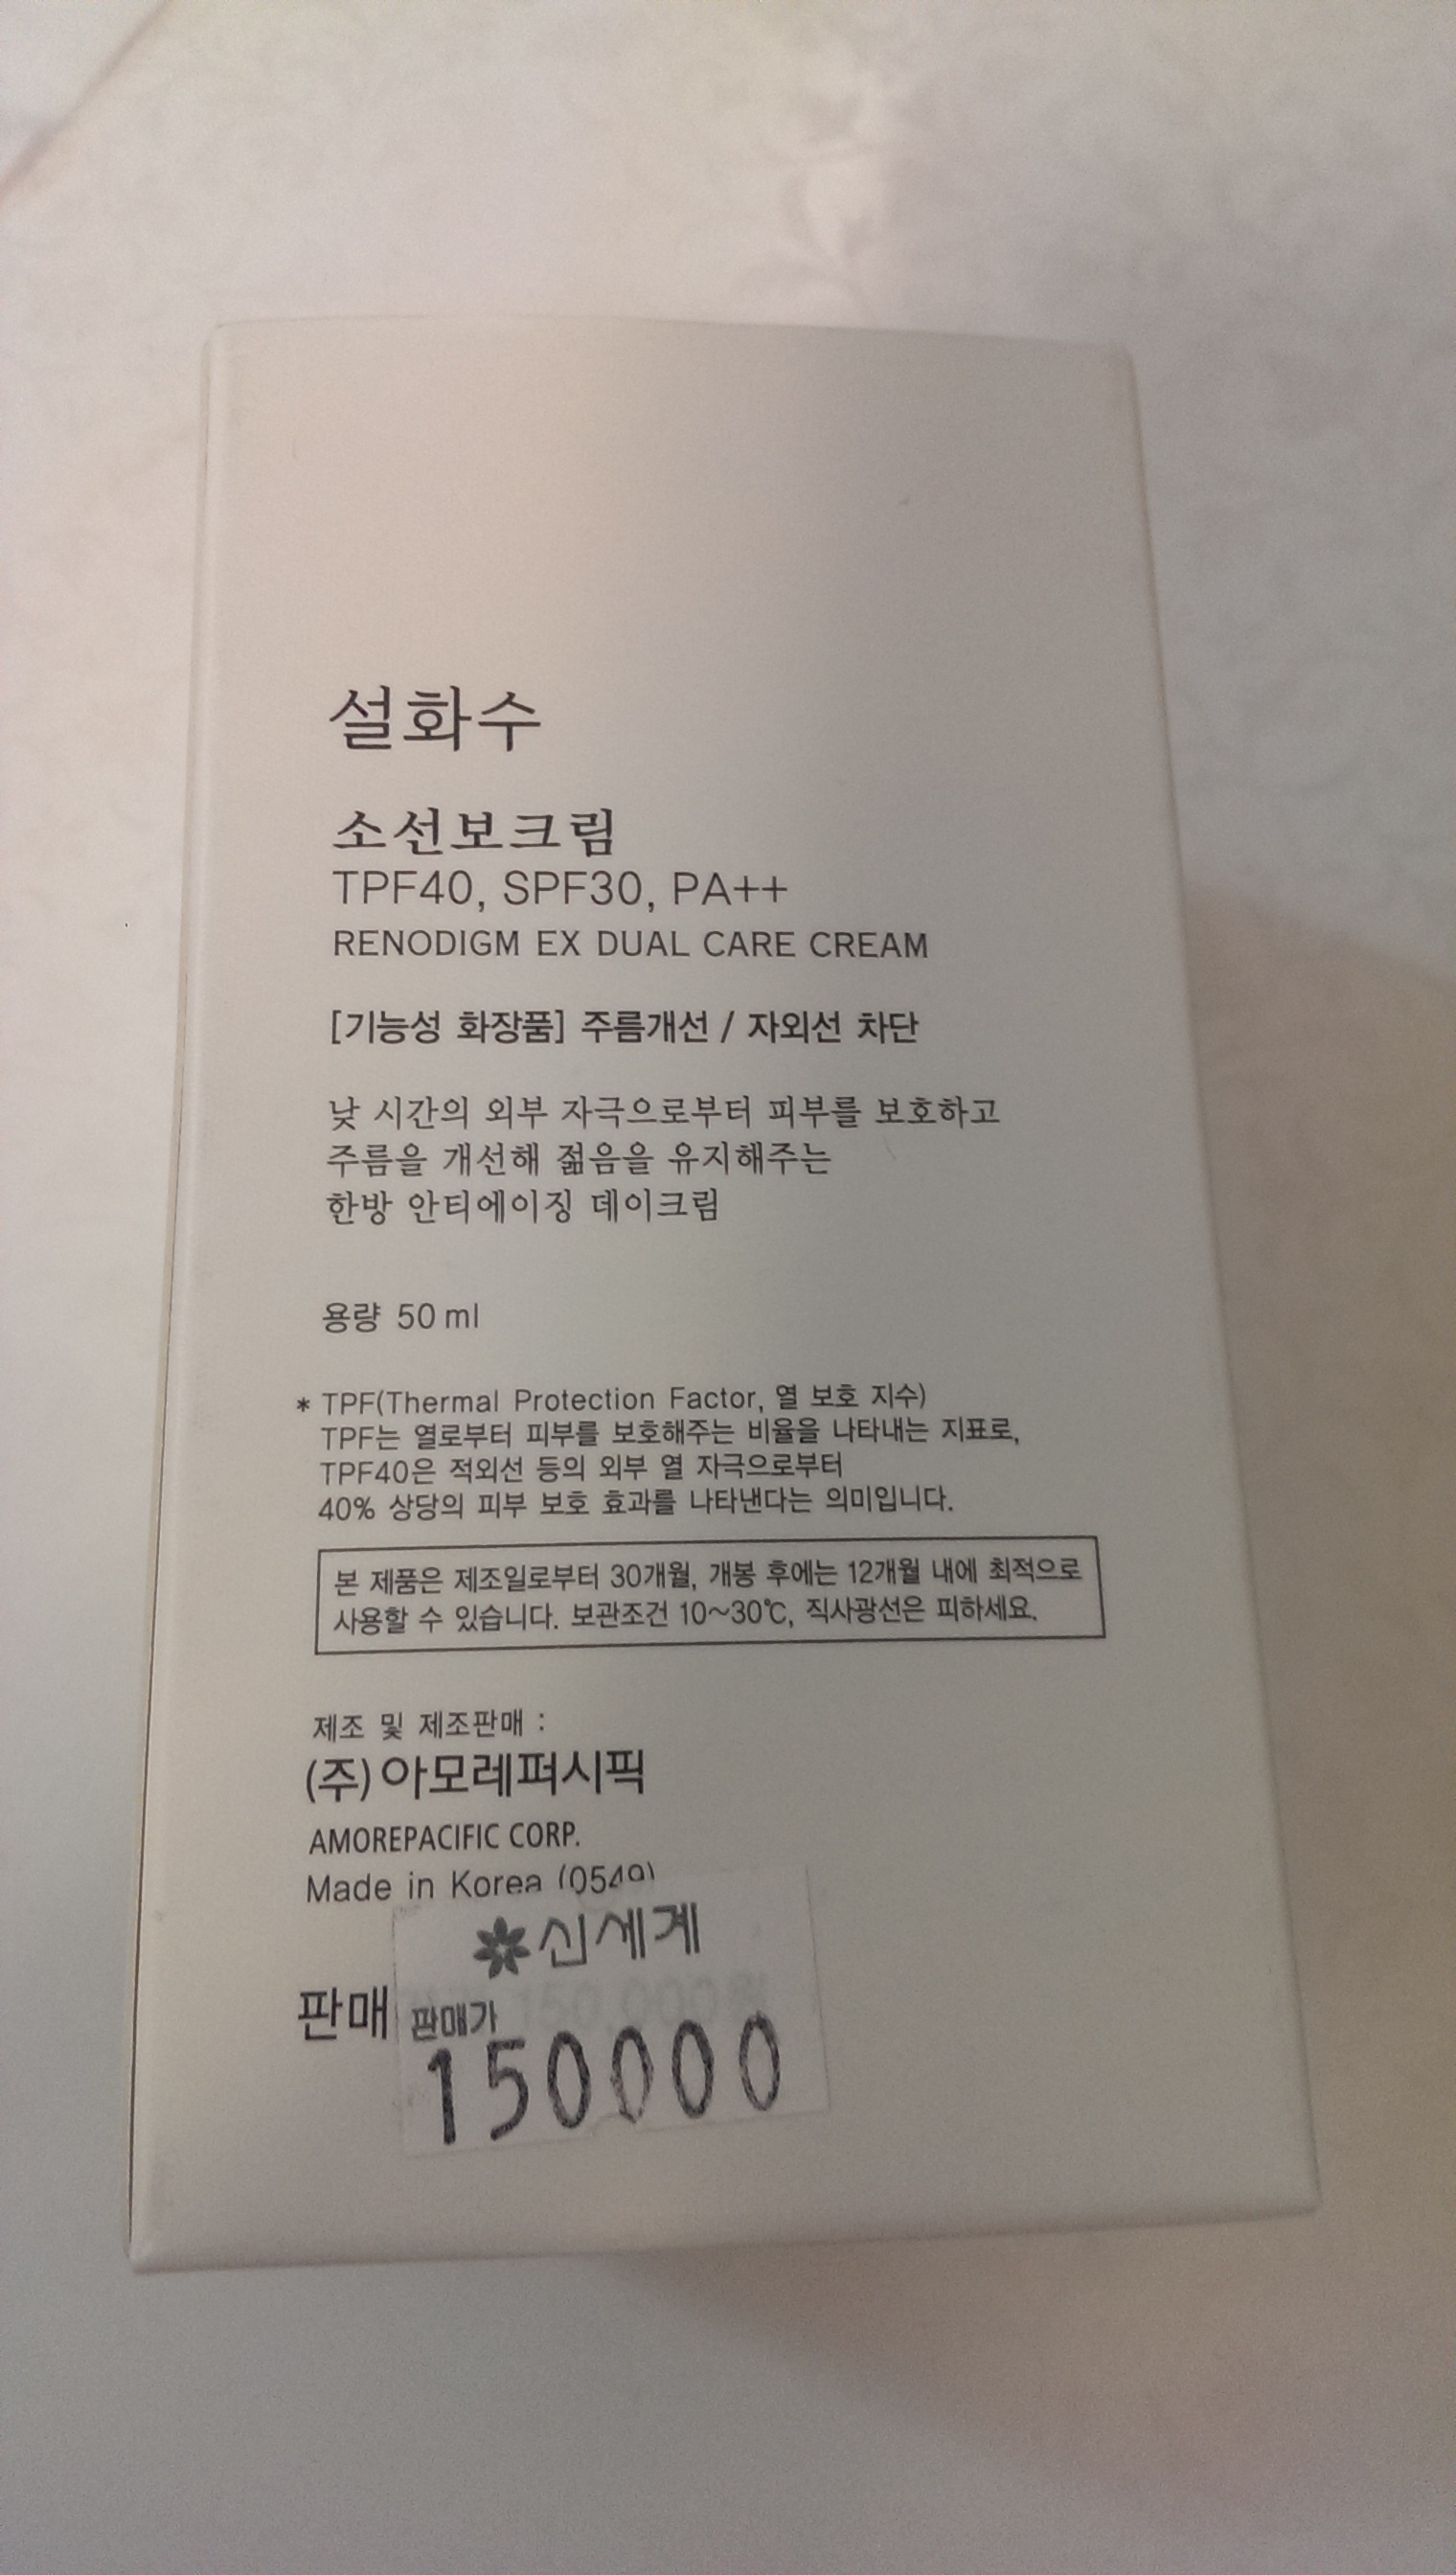 설화수
소선보크림
TPF40, SPF30, PA++
RENODIGM EX DUAL CARE CREAM
[기능성 화장품] 주름개선 / 자외선 차단
낮 시간의 외부 자극으로부터 피부를 보호하고
주름을 개선해 젊음을 유지해주는
한방 안티에이징 데이크림
용량 50 ml
* TPF(Thermal Protection Factor, 열 보호 지수)
TPF는 열로부터 피부를 보호해주는 비율을 나타내는 지표로,
TPF40은 적외선 등의 외부 열 자극으로부터
40% 상당의 피부 보호 효과를 나타낸다는 의미입니다.
본 제품은 제조일로부터 30개월, 개봉 후에는 12개월 내에 최적으로
사용할 수 있습니다. 보관조건 10~30℃, 직사광선은 피하세요.
제조 및 제조판매 :
(주)아모레퍼시픽
AMOREPACIFIC CORP.
Made in Korea (0549)
신세계
판매 판매가 150,000원
150000